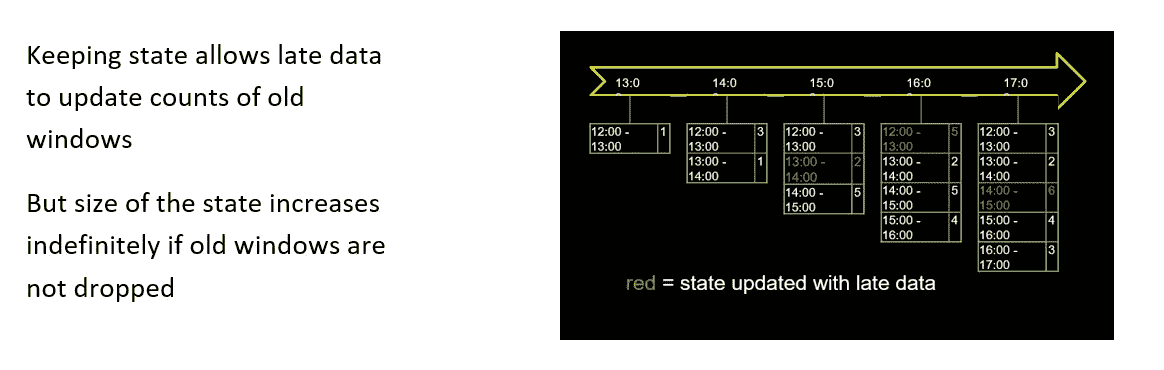 Keeping state allows late data
to update counts of old
windows
But size of the state increases
indefinitely if old windows are
not dropped
13:0 14:0 15:0 16:0 17:0
12:00 - 1
13:00
12:00 - 3
13:00
13:00 - 1
14:00
12:00 - 3
13:00
13:00 - 2
14:00
14:00 - 5
15:00
12:00 - 5
13:00
13:00 - 2
14:00
14:00 - 5
15:00
15:00 - 4
16:00
12:00 - 3
13:00
13:00 - 2
14:00
14:00 - 6
15:00
15:00 - 4
16:00
16:00 - 3
17:00
red = state updated with late data